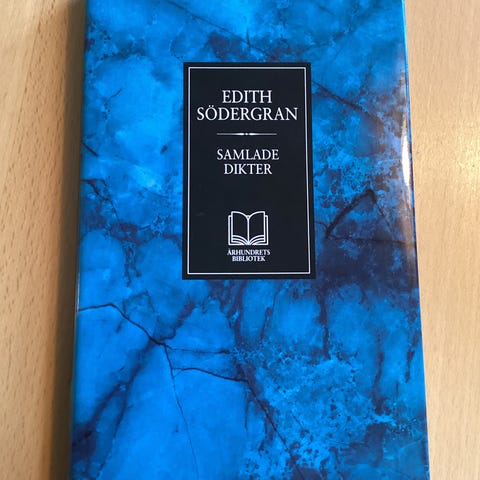 EDITH
SÖDERGRAN
SAMLADE
DIKTER
ÅRHUNDRETS
BIBLIOTEK